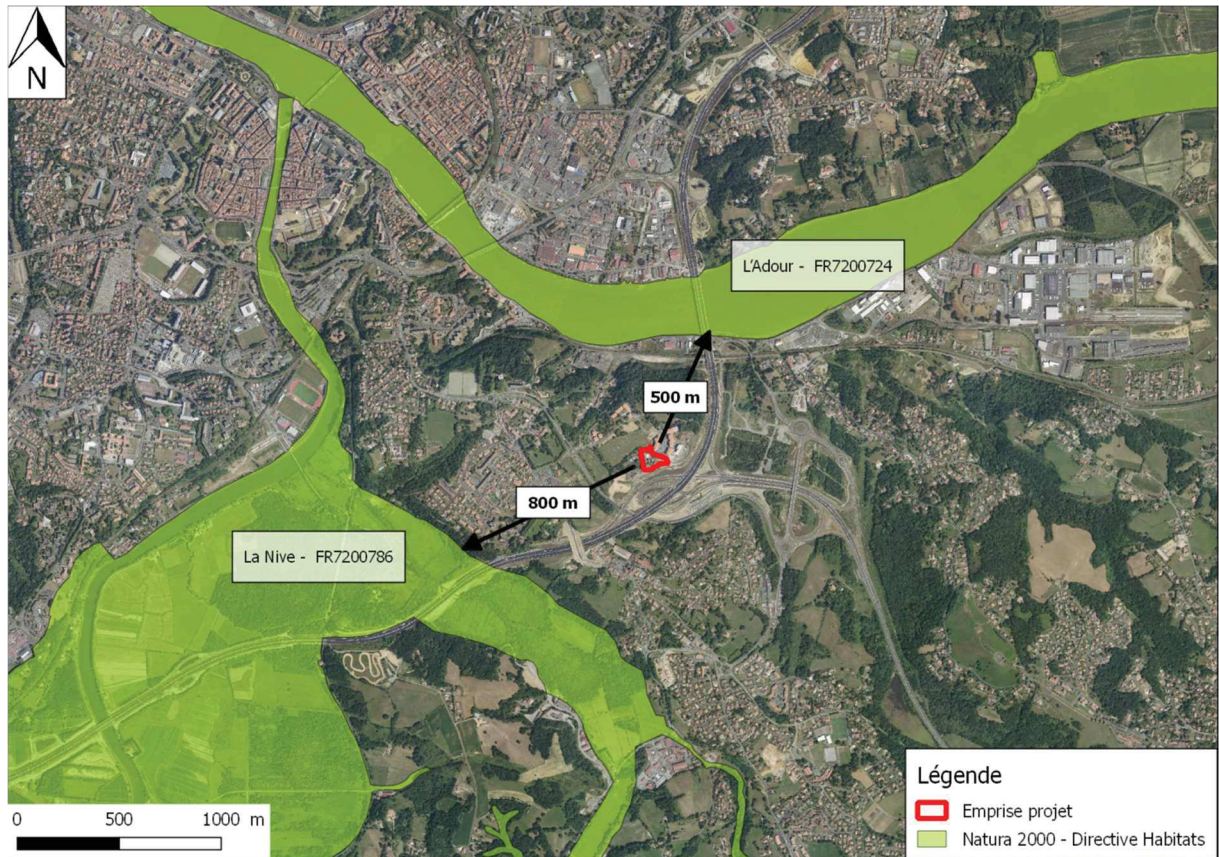 N
L'Adour - FR7200724
500 m
800 m
La Nive - FR7200786
Légende
Emprise projet
Natura 2000 - Directive Habitats
0 500 1000 m